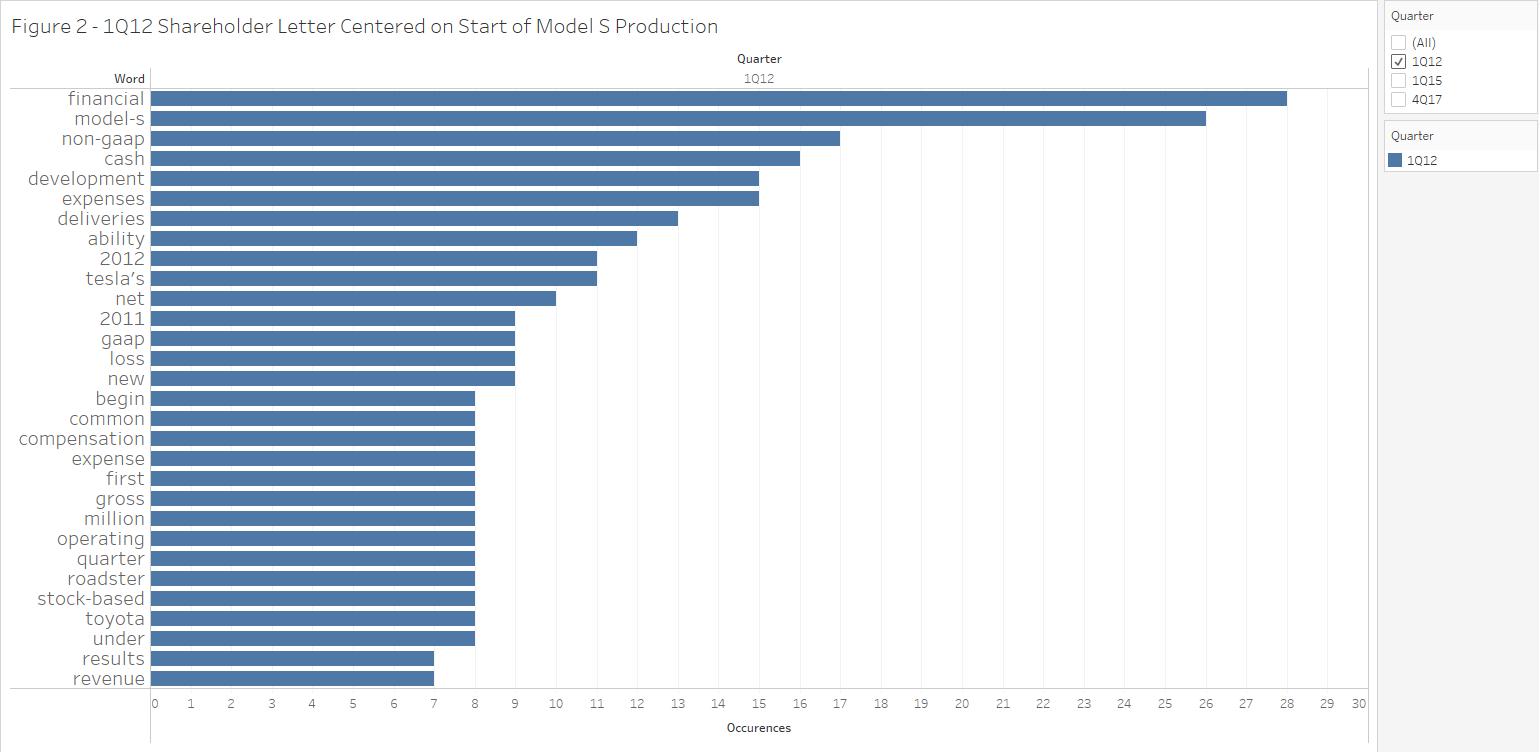 Figure 2 - 1Q12 Shareholder Letter Centered on Start of Model S Production
Quarter
Word
1Q12
financial
model-s
non-gaap
cash
development
expenses
deliveries
ability
2012
tesla’s
net
2011
gaap
loss
new
begin
common
compensation
expense
first
gross
million
operating
quarter
roadster
stock-based
toyota
under
results
revenue
0 1 2 3 4 5 6 7 8 9 10 11 12 13 14 15 16 17 18 19 20 21 22 23 24 25 26 27 28 29 30
Occurences
Quarter
(All)
1Q12
1Q15
4Q17
Quarter
1Q12